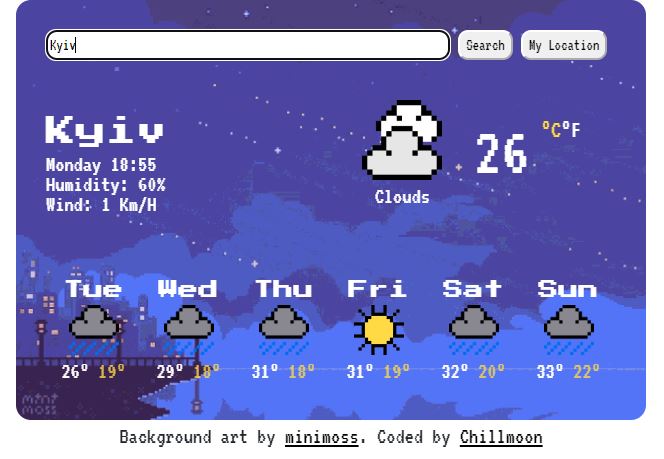 Kyiv
Search
My Location
Kyiv
Monday 18:55
Humidity: 60%
Wind: 1 Km/H
Clouds
26
°C°F
Tue Wed Thu Fri Sat Sun
26° 19° 29° 18° 31° 18° 31° 19° 32° 20° 33° 22°
mini
moss
Background art by minimoss. Coded by Chillmoon